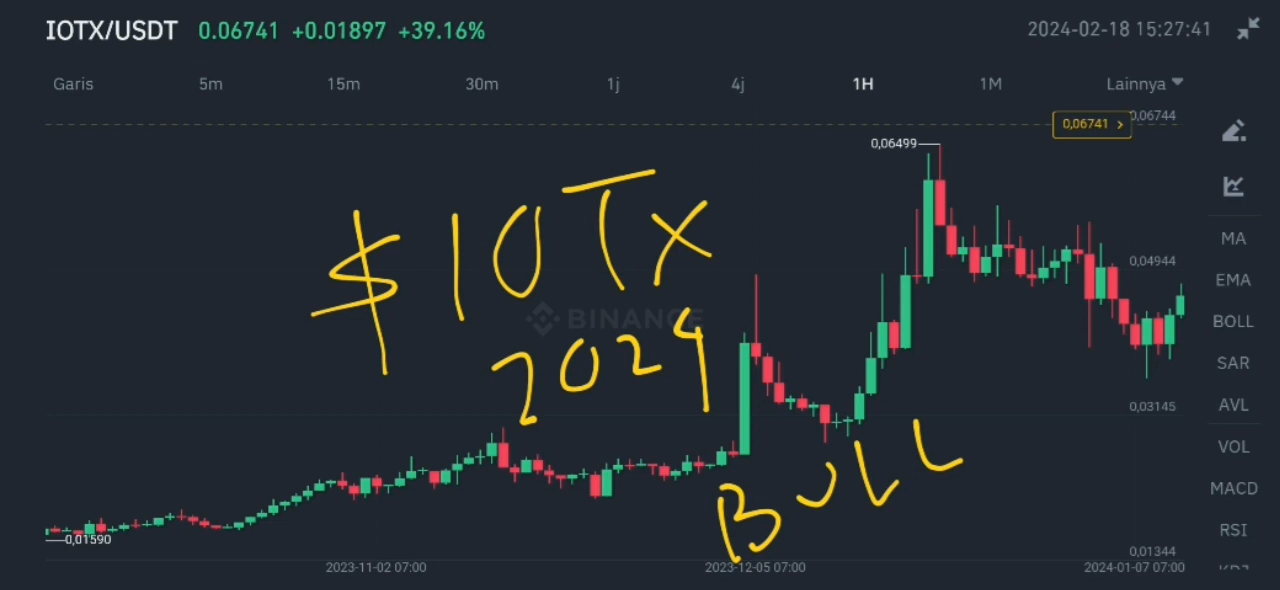 IOTX/USDT 0.06741 +0.01897 +39.16% 2024-02-18 15:27:41
Garis 5m 15m 30m 1j 4j 1H 1M Lainnya
0,06741 > 0,06744
0,06499
$IOTX
MA
0,04944
EMA
BINANCE
BOLL
2024
SAR
0,03145
AVL
BULL
VOL
MACD
RSI
0,01590
0,01344
2023-11-02 07:00 2023-12-05 07:00 2024-01-07 07:00